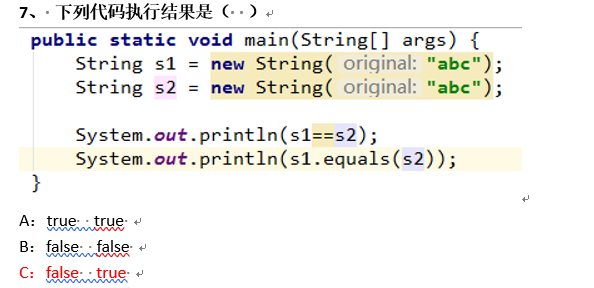 7、 下列代码执行结果是（  ）
public static void main(String[] args) {
String s1 = new String( original: "abc");
String s2 = new String( original: "abc");
System.out.println(s1==s2);
System.out.println(s1.equals(s2));
}
A：true  true
B：false  false
C：false  true